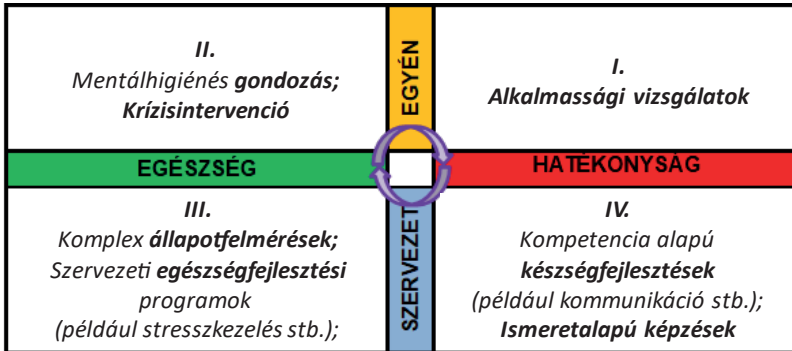 II.
Mentálhigiénés gondozás;
Krízisintervenció
EGYÉN
I.
Alkalmassági vizsgálatok
EGÉSZSÉG
HATÉKONYSÁG
III.
Komplex állapotfelmérések;
Szervezeti egészségfejlesztési
programok
(például stresszkezelés stb.);
SZERVEZET
IV.
Kompetencia alapú
készségfejlesztések
(például kommunikáció stb.);
Ismeretalapú képzések